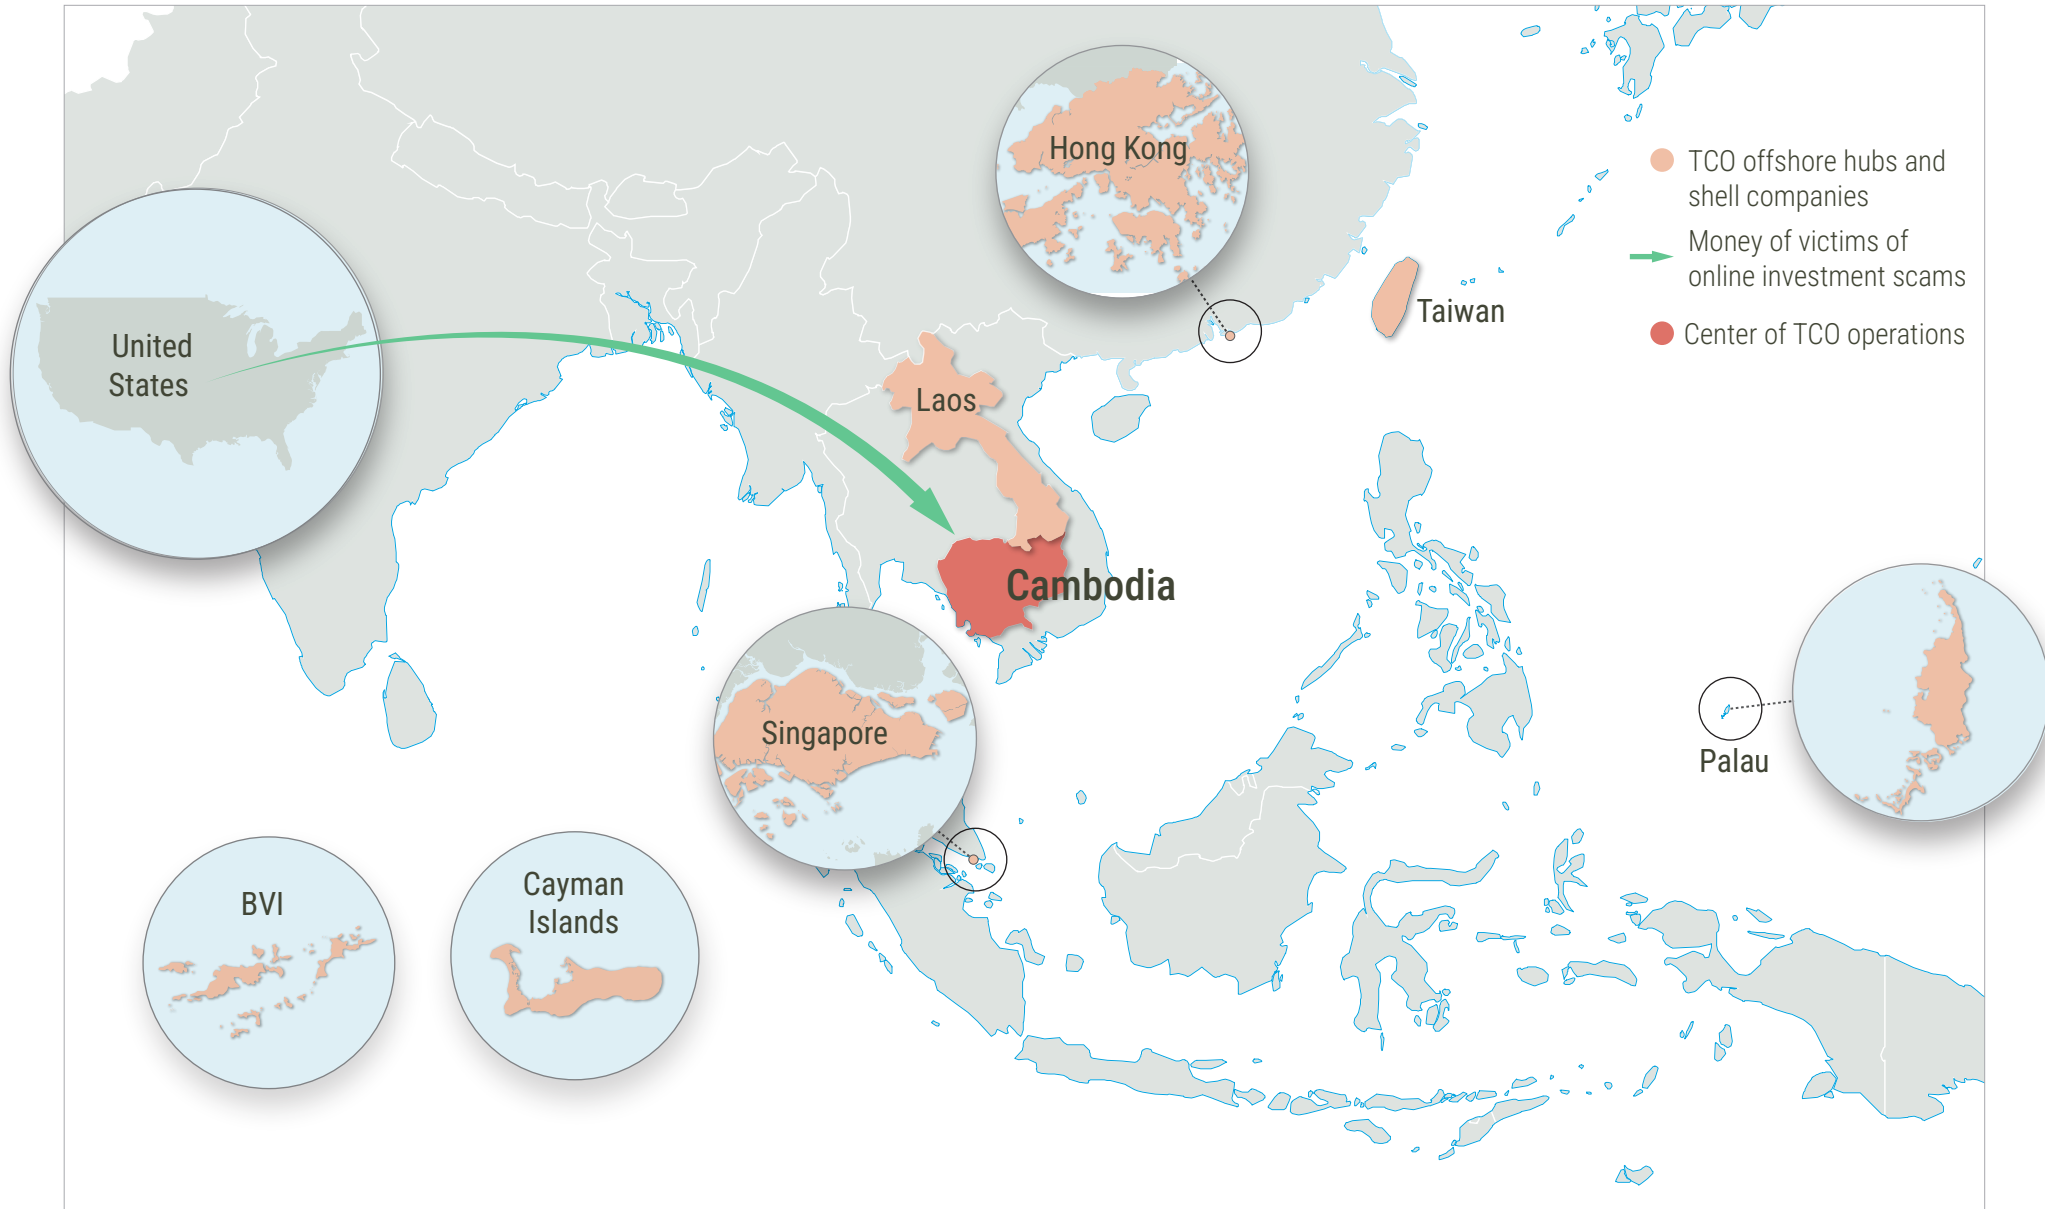 Hong Kong
TCO offshore hubs and
shell companies
Money of victims of
online investment scams
Center of TCO operations
Taiwan
United
States
Laos
Cambodia
Singapore
Palau
BVI
Cayman
Islands